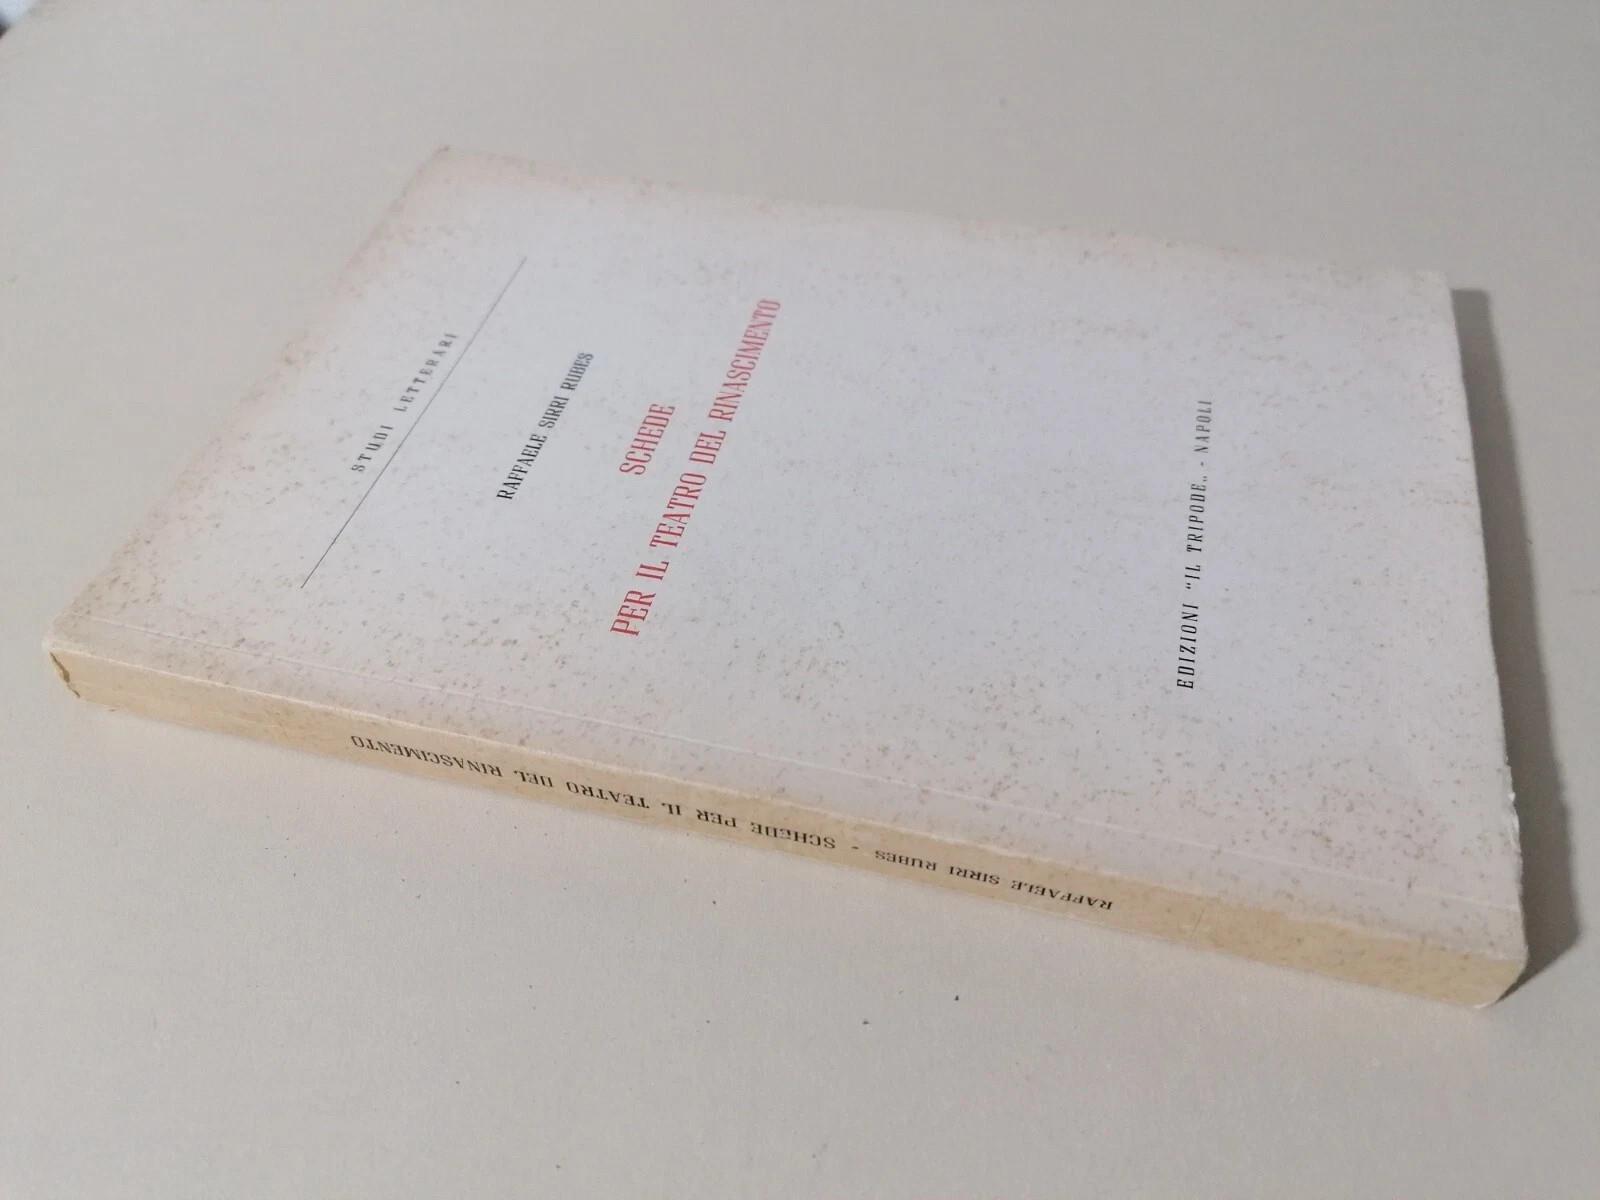 STUDI LETTERARI
RAFFAELE SIRRI RUBES
SCHEDE
PER IL TEATRO DEL RINASCIMENTO
EDIZIONI "IL TRIPODE„ - NAPOLI
RAFFAELE SIRRI RUBES - SCHEDE PER IL TEATRO DEL RINASCIMENTO